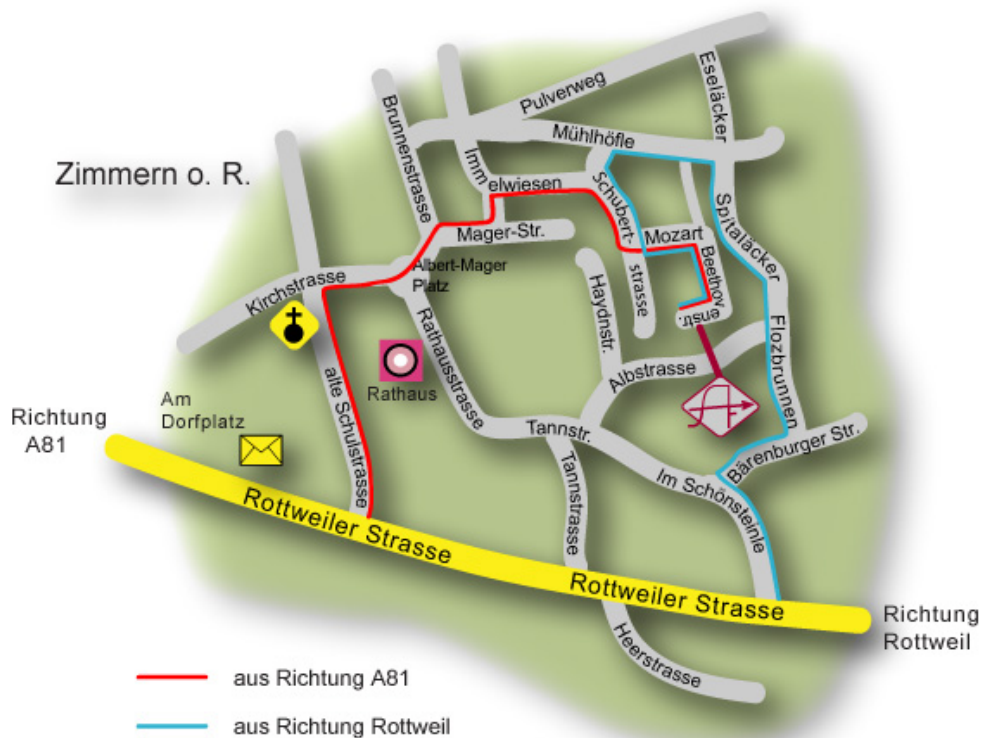 Pulverweg
Eseläcker
Brunnenstrasse
Mühlhöfle
Imm
elwiesen
Zimmern o. R.
Schubert-
strasse
Mager-Str.
Mozart
Spitaläcker
Beethov
enstr.
Albert-Mager
Platz
Kirchstrasse
Haydnstr.
Rathausstrasse
Flozbrunnen
Albstrasse
alte Schulstrasse
Rathaus
Am
Dorfplatz
Richtung
A81
Tannstr.
Bärenburger Str.
Im Schönsteinle
Tannstrasse
Rottweiler Strasse
Rottweiler Strasse
Richtung
Rottweil
Heerstrasse
F
aus Richtung A81
aus Richtung Rottweil